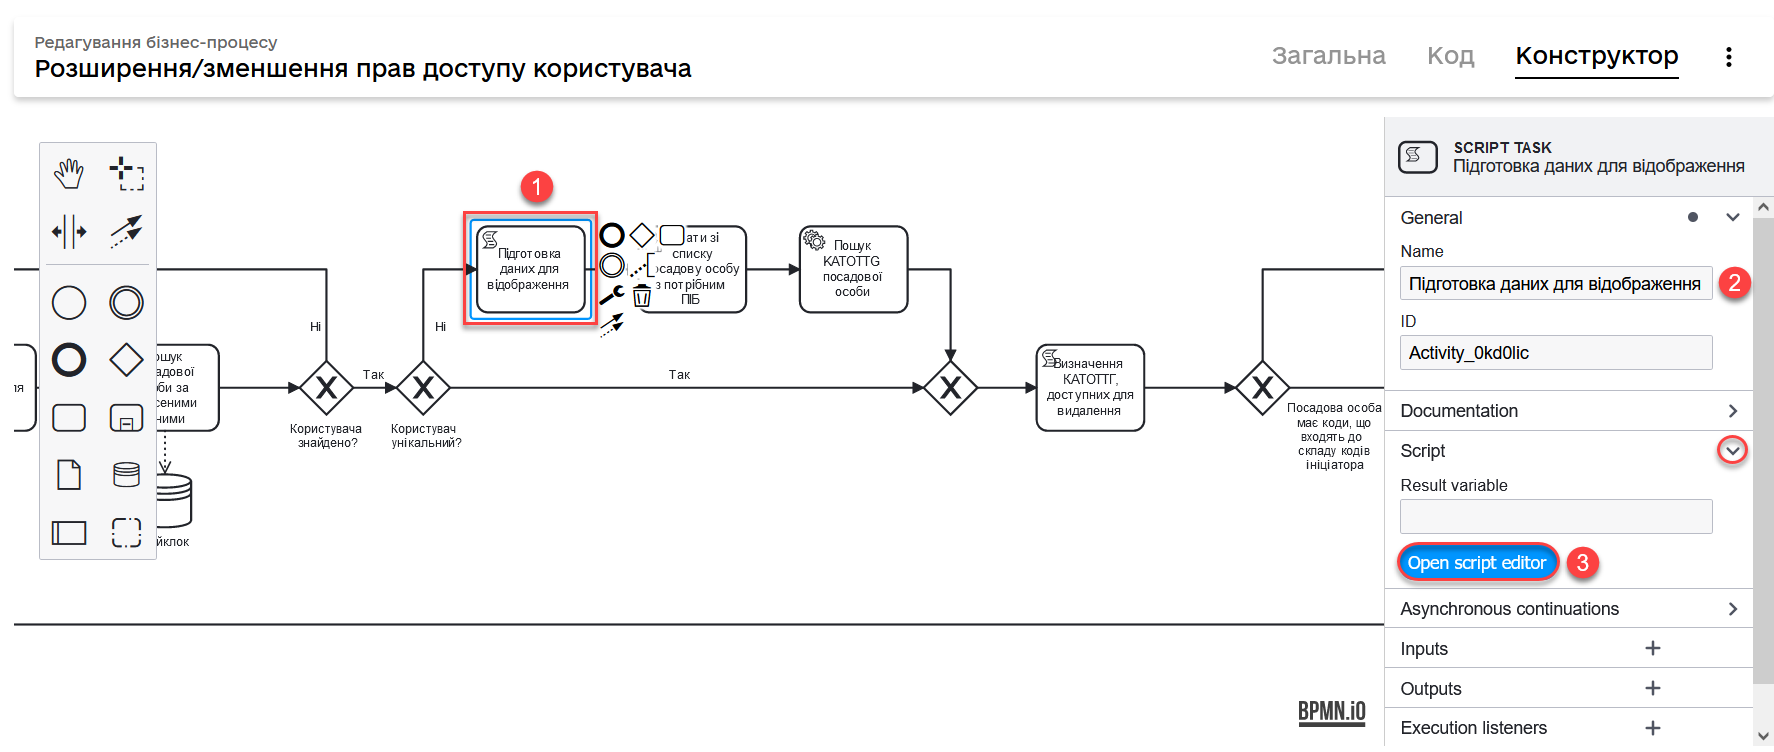 Редагування бізнес-процесу
Розширення/зменшення прав доступу користувача
Загальна
Код
Конструктор
1
Підготовка
даних для
відображення
ати зі
списку
садову особу
з потрібним
ПІБ
Пошук
KATOTTG
посадової
особи
Ні
Ні
Так
Так
Користувача
знайдено?
Користувач
унікальний?
ля
ошук
адової
би за
сеними
ними
йклок
Визначення
КАТОТТГ,
доступних для
видалення
Посадова особа
має коди, що
входять до
складу кодів
ініціатора
BPMN.iO
SCRIPT TASK
Підготовка даних для відображення
General
Name
Підготовка даних для відображення
2
ID
Activity_0kd0lic
Documentation
Script
Result variable
Open script editor
3
Asynchronous continuations
Inputs
Outputs
Execution listeners